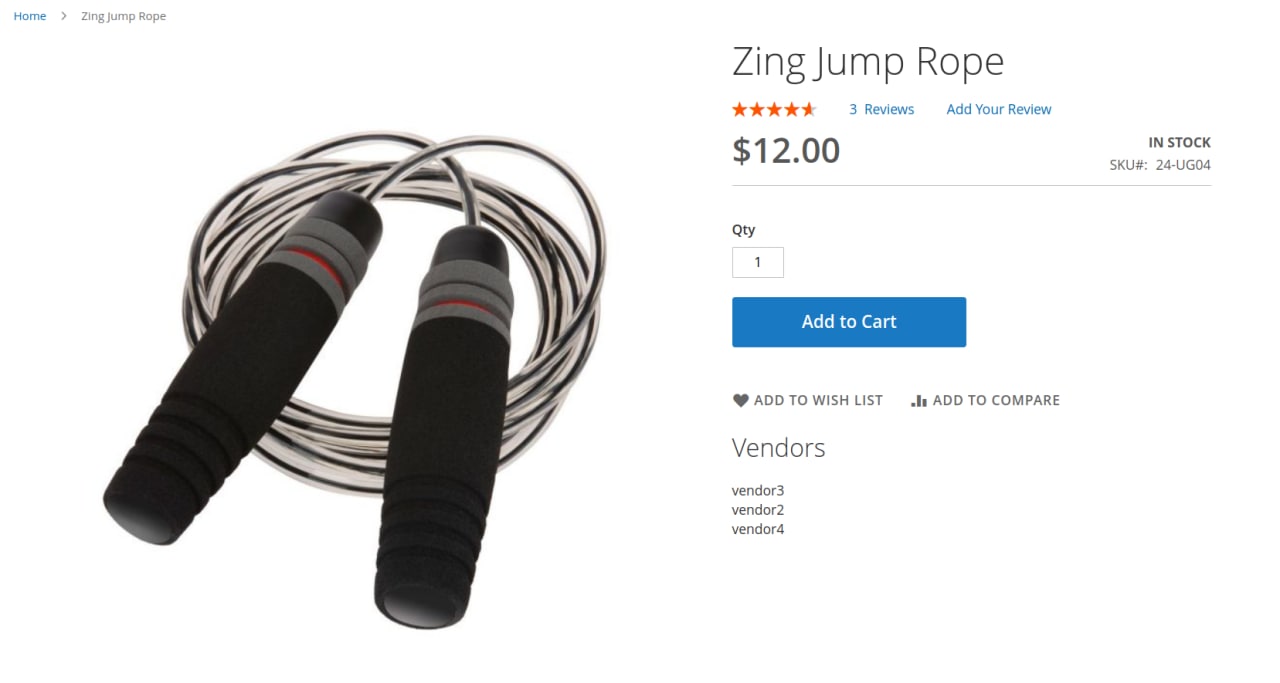 Home > Zing Jump Rope
Zing Jump Rope
3 Reviews Add Your Review
$12.00
IN STOCK
SKU#: 24-UG04
Qty
1
Add to Cart
ADD TO WISH LIST ADD TO COMPARE
Vendors
vendor3
vendor2
vendor4